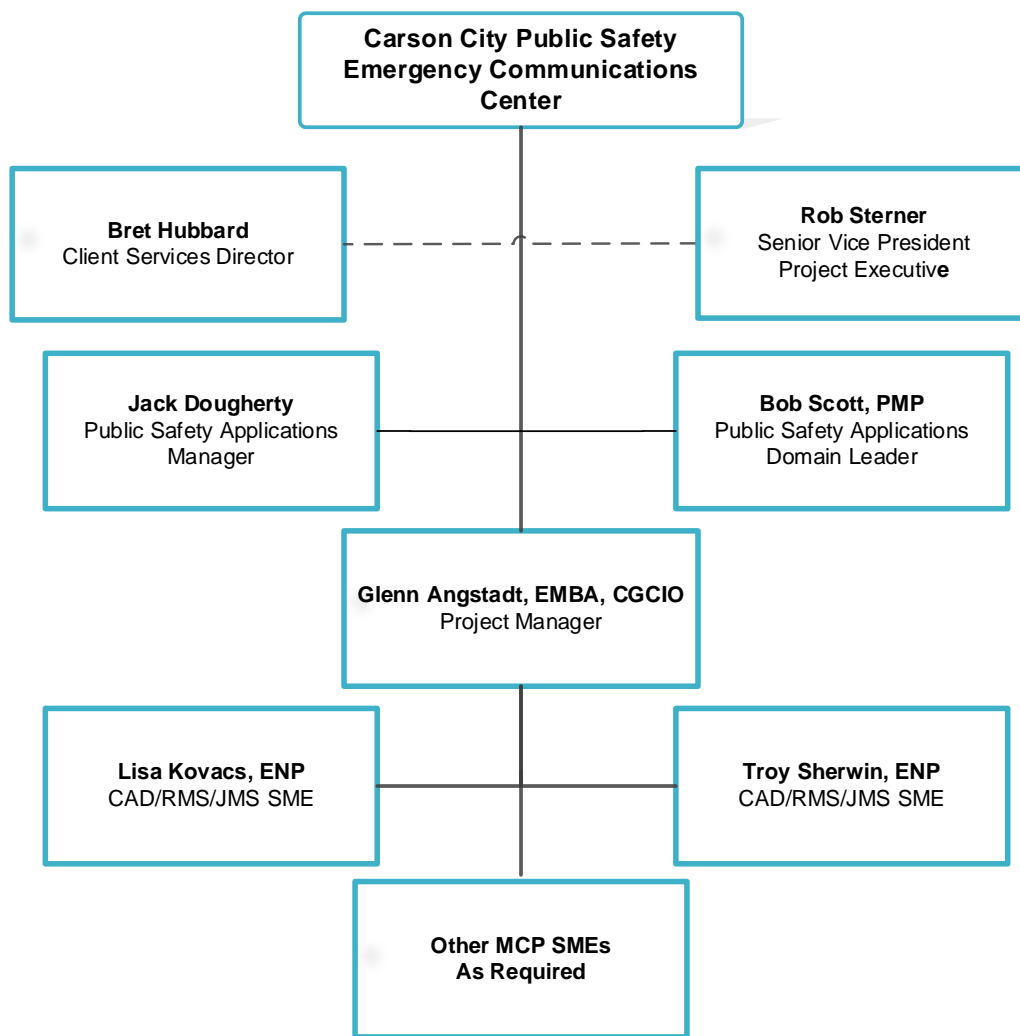 Carson City Public Safety
Emergency Communications
Center
Bret Hubbard
Client Services Director
Rob Sterner
Senior Vice President
Project Executive
Jack Dougherty
Public Safety Applications
Manager
Bob Scott, PMP
Public Safety Applications
Domain Leader
Glenn Angstadt, EMBA, CGCIO
Project Manager
Lisa Kovacs, ENP
CAD/RMS/JMS SME
Troy Sherwin, ENP
CAD/RMS/JMS SME
Other MCP SMEs
As Required